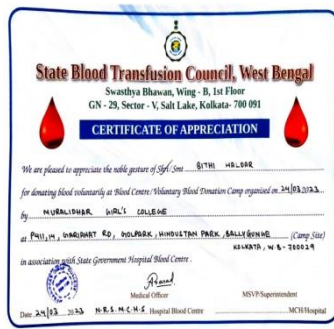 State Blood Transfusion Council, West Bengal
Swasthya Bhawan, Wing - B, 1st Floor
GN - 29, Sector - V, Salt Lake, Kolkata- 700 091
CERTIFICATE OF APPRECIATION
We are pleased to appreciate the noble gesture of Shri/Smt BITHI HALDAR
for donating blood voluntarily at Blood Centre/Voluntary Blood Donation Camp organised on 24/03/2023
by MURALIDHAR GIRL'S COLLEGE
at P411,14, GARIAHAT RD, GOLPARK, HINDUSTAN PARK, BALLYGUNGE (Camp Site)
KOLKATA, W.B - 700029
in association with State Government Hospital Blood Centre.
Medical Officer MSVP/Superintendent
Date 24/03 2023 N.R.S.M.C.H.S Hospital Blood Centre MCH/Hospital